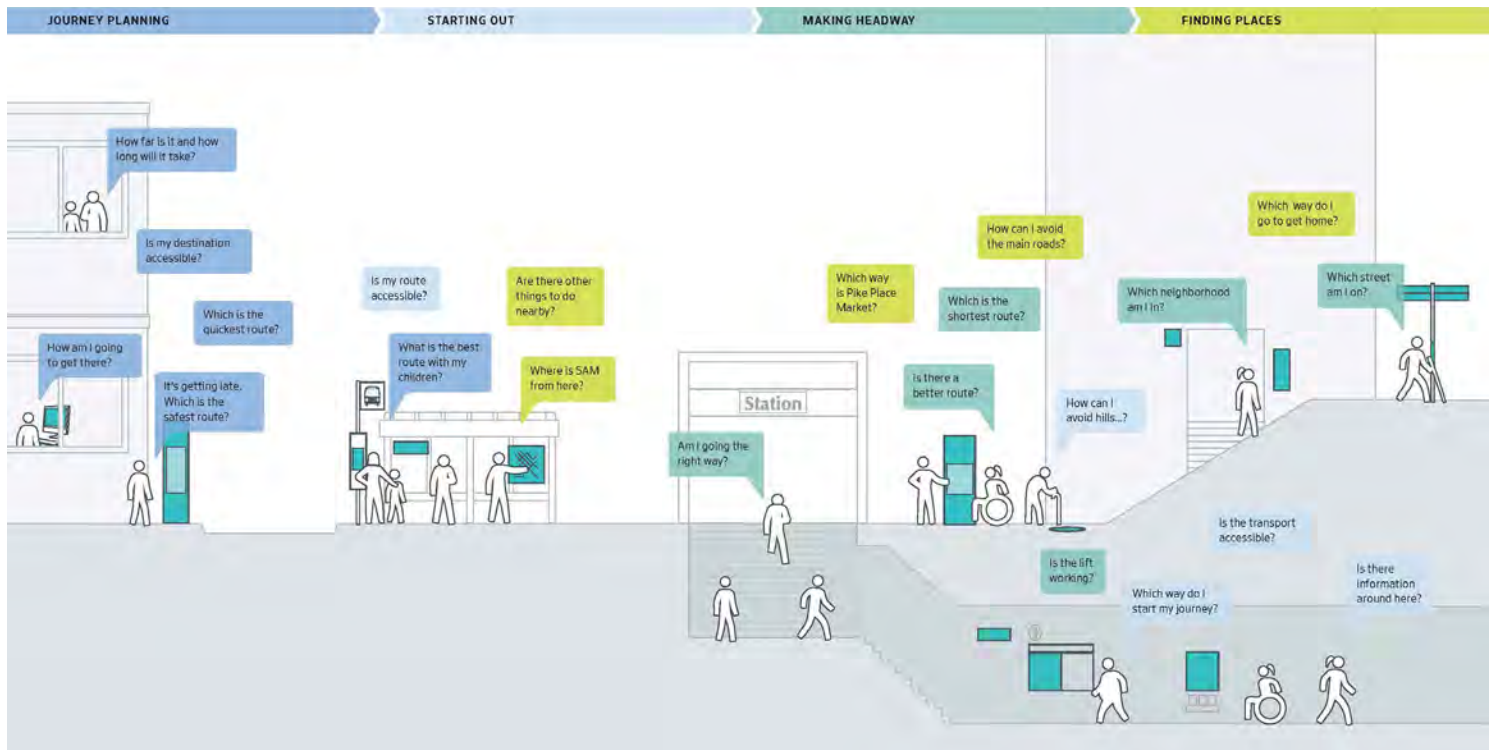 JOURNEY PLANNING
STARTING OUT
MAKING HEADWAY
FINDING PLACES
How far is it and how
long will it take?
Is my destination
accessible?
Which is the
quickest route?
How am I going
to get there?
It's getting late.
Which is the
safest route?
Is my route
accessible?
Are there other
things to do
nearby?
What is the best
route with my
children?
Where is SAM
from here?
Station
Am I going the
right way?
Which way
is Pike Place
Market?
How can I avoid
the main roads?
Which is the
shortest route?
Is there a
better route?
How can I
avoid hills...?
Which neighborhood
am I in?
Which way do I
go to get home?
Which street
am I on?
Is the lift
working?
Which way do I
start my journey?
Is the transport
accessible?
Is there
information
around here?